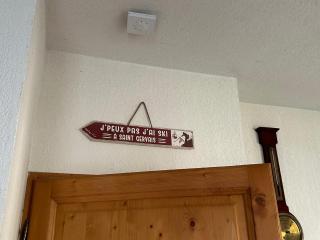 J'PEUX PAS J'AI SKI
A SAINT GERVAIS